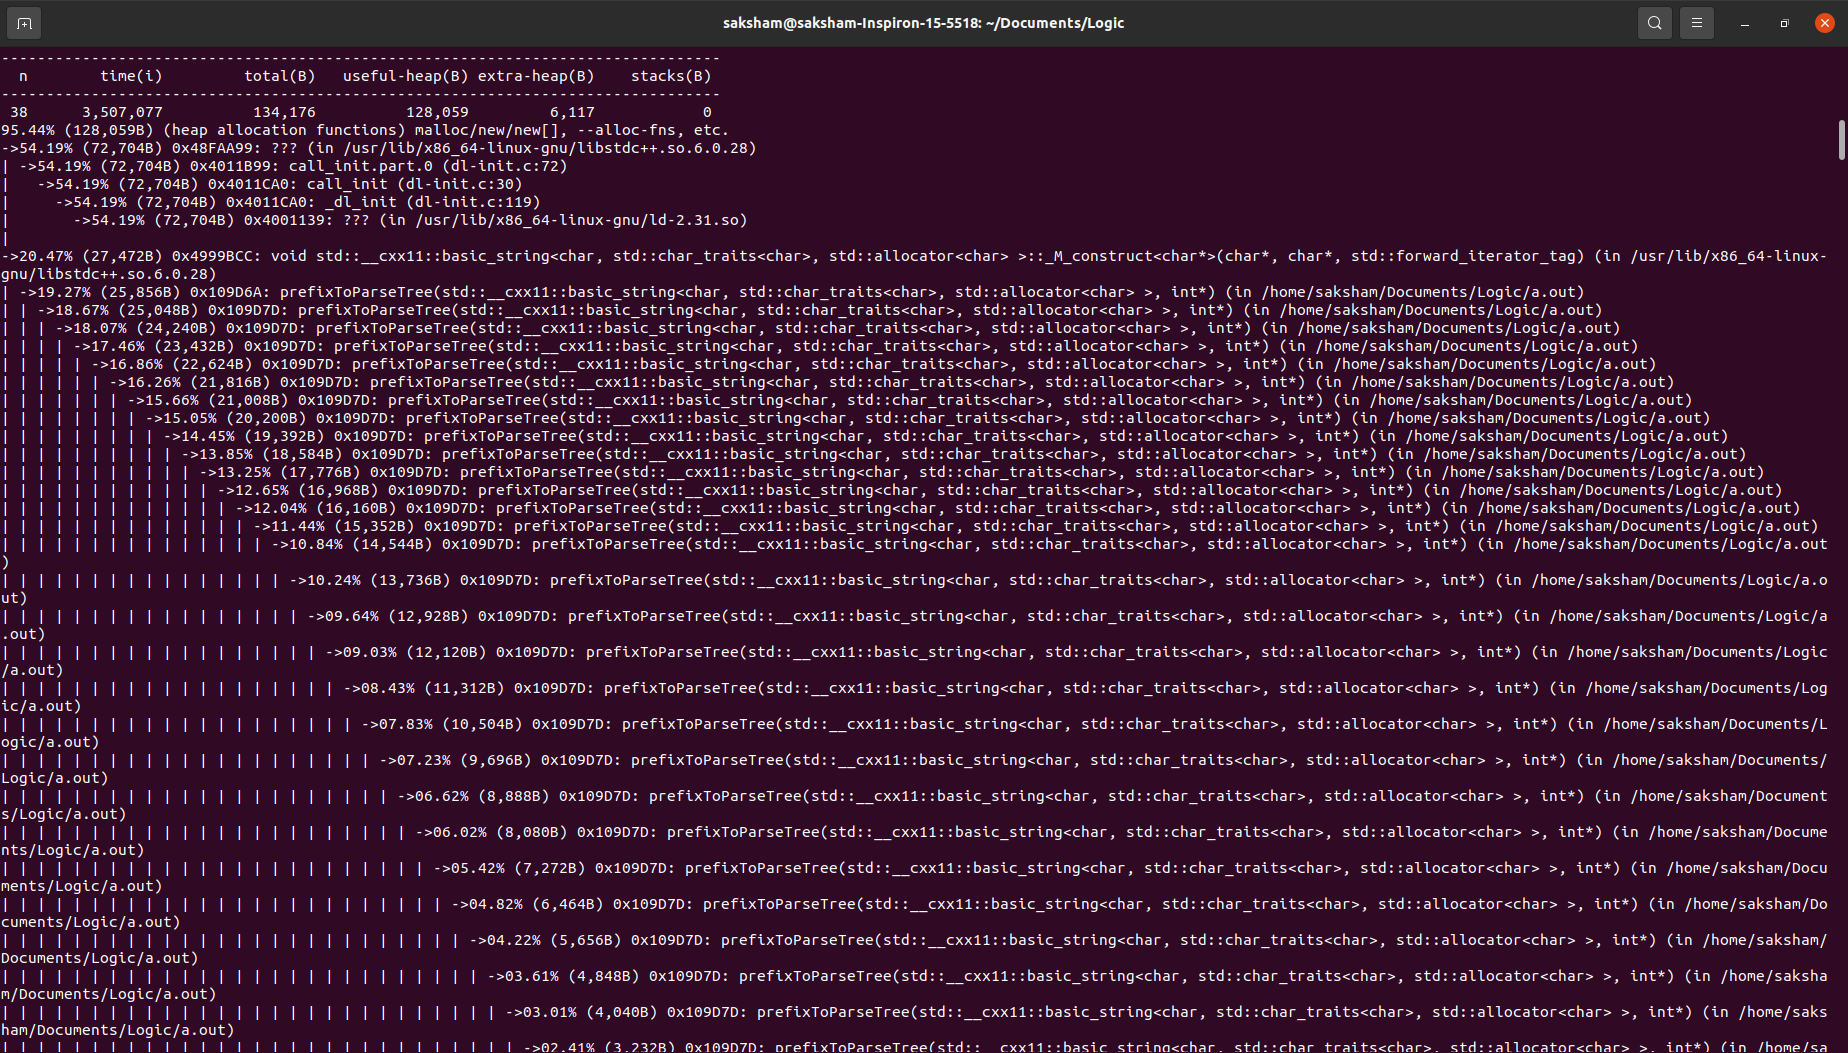 saksham@saksham-Inspiron-15-5518: ~/Documents/Logic
--------------------------------------------------------------------------------
  n        time(i)         total(B)   useful-heap(B) extra-heap(B)    stacks(B)
--------------------------------------------------------------------------------
 38      3,507,077          134,176          128,059         6,117            0
95.44% (128,059B) (heap allocation functions) malloc/new/new[], --alloc-fns, etc.
->54.19% (72,704B) 0x48FAA99: ??? (in /usr/lib/x86_64-linux-gnu/libstdc++.so.6.0.28)
| ->54.19% (72,704B) 0x4011B99: call_init.part.0 (dl-init.c:72)
|   ->54.19% (72,704B) 0x4011CA0: call_init (dl-init.c:30)
|     ->54.19% (72,704B) 0x4011CA0: _dl_init (dl-init.c:119)
|       ->54.19% (72,704B) 0x4001139: ??? (in /usr/lib/x86_64-linux-gnu/ld-2.31.so)
|
->20.47% (27,472B) 0x4999BCC: void std::__cxx11::basic_string<char, std::char_traits<char>, std::allocator<char> >::_M_construct<char*>(char*, char*, std::forward_iterator_tag) (in /usr/lib/x86_64-linux-
gnu/libstdc++.so.6.0.28)
| ->19.27% (25,856B) 0x109D6A: prefixToParseTree(std::__cxx11::basic_string<char, std::char_traits<char>, std::allocator<char> >, int*) (in /home/saksham/Documents/Logic/a.out)
| | ->18.67% (25,048B) 0x109D7D: prefixToParseTree(std::__cxx11::basic_string<char, std::char_traits<char>, std::allocator<char> >, int*) (in /home/saksham/Documents/Logic/a.out)
| | | ->18.07% (24,240B) 0x109D7D: prefixToParseTree(std::__cxx11::basic_string<char, std::char_traits<char>, std::allocator<char> >, int*) (in /home/saksham/Documents/Logic/a.out)
| | | | ->17.46% (23,432B) 0x109D7D: prefixToParseTree(std::__cxx11::basic_string<char, std::char_traits<char>, std::allocator<char> >, int*) (in /home/saksham/Documents/Logic/a.out)
| | | | | ->16.86% (22,624B) 0x109D7D: prefixToParseTree(std::__cxx11::basic_string<char, std::char_traits<char>, std::allocator<char> >, int*) (in /home/saksham/Documents/Logic/a.out)
| | | | | | ->16.26% (21,816B) 0x109D7D: prefixToParseTree(std::__cxx11::basic_string<char, std::char_traits<char>, std::allocator<char> >, int*) (in /home/saksham/Documents/Logic/a.out)
| | | | | | | ->15.66% (21,008B) 0x109D7D: prefixToParseTree(std::__cxx11::basic_string<char, std::char_traits<char>, std::allocator<char> >, int*) (in /home/saksham/Documents/Logic/a.out)
| | | | | | | | ->15.05% (20,200B) 0x109D7D: prefixToParseTree(std::__cxx11::basic_string<char, std::char_traits<char>, std::allocator<char> >, int*) (in /home/saksham/Documents/Logic/a.out)
| | | | | | | | | ->14.45% (19,392B) 0x109D7D: prefixToParseTree(std::__cxx11::basic_string<char, std::char_traits<char>, std::allocator<char> >, int*) (in /home/saksham/Documents/Logic/a.out)
| | | | | | | | | | ->13.85% (18,584B) 0x109D7D: prefixToParseTree(std::__cxx11::basic_string<char, std::char_traits<char>, std::allocator<char> >, int*) (in /home/saksham/Documents/Logic/a.out)
| | | | | | | | | | | ->13.25% (17,776B) 0x109D7D: prefixToParseTree(std::__cxx11::basic_string<char, std::char_traits<char>, std::allocator<char> >, int*) (in /home/saksham/Documents/Logic/a.out)
| | | | | | | | | | | | ->12.65% (16,968B) 0x109D7D: prefixToParseTree(std::__cxx11::basic_string<char, std::char_traits<char>, std::allocator<char> >, int*) (in /home/saksham/Documents/Logic/a.out)
| | | | | | | | | | | | | ->12.04% (16,160B) 0x109D7D: prefixToParseTree(std::__cxx11::basic_string<char, std::char_traits<char>, std::allocator<char> >, int*) (in /home/saksham/Documents/Logic/a.out)
| | | | | | | | | | | | | | ->11.44% (15,352B) 0x109D7D: prefixToParseTree(std::__cxx11::basic_string<char, std::char_traits<char>, std::allocator<char> >, int*) (in /home/saksham/Documents/Logic/a.out)
| | | | | | | | | | | | | | | ->10.84% (14,544B) 0x109D7D: prefixToParseTree(std::__cxx11::basic_string<char, std::char_traits<char>, std::allocator<char> >, int*) (in /home/saksham/Documents/Logic/a.out
)
| | | | | | | | | | | | | | | | ->10.24% (13,736B) 0x109D7D: prefixToParseTree(std::__cxx11::basic_string<char, std::char_traits<char>, std::allocator<char> >, int*) (in /home/saksham/Documents/Logic/a.o
ut)
| | | | | | | | | | | | | | | | | ->09.64% (12,928B) 0x109D7D: prefixToParseTree(std::__cxx11::basic_string<char, std::char_traits<char>, std::allocator<char> >, int*) (in /home/saksham/Documents/Logic/a
.out)
| | | | | | | | | | | | | | | | | | ->09.03% (12,120B) 0x109D7D: prefixToParseTree(std::__cxx11::basic_string<char, std::char_traits<char>, std::allocator<char> >, int*) (in /home/saksham/Documents/Logic
/a.out)
| | | | | | | | | | | | | | | | | | | ->08.43% (11,312B) 0x109D7D: prefixToParseTree(std::__cxx11::basic_string<char, std::char_traits<char>, std::allocator<char> >, int*) (in /home/saksham/Documents/Log
ic/a.out)
| | | | | | | | | | | | | | | | | | | | ->07.83% (10,504B) 0x109D7D: prefixToParseTree(std::__cxx11::basic_string<char, std::char_traits<char>, std::allocator<char> >, int*) (in /home/saksham/Documents/L
ogic/a.out)
| | | | | | | | | | | | | | | | | | | | | ->07.23% (9,696B) 0x109D7D: prefixToParseTree(std::__cxx11::basic_string<char, std::char_traits<char>, std::allocator<char> >, int*) (in /home/saksham/Documents/
Logic/a.out)
| | | | | | | | | | | | | | | | | | | | | | ->06.62% (8,888B) 0x109D7D: prefixToParseTree(std::__cxx11::basic_string<char, std::char_traits<char>, std::allocator<char> >, int*) (in /home/saksham/Document
s/Logic/a.out)
| | | | | | | | | | | | | | | | | | | | | | | ->06.02% (8,080B) 0x109D7D: prefixToParseTree(std::__cxx11::basic_string<char, std::char_traits<char>, std::allocator<char> >, int*) (in /home/saksham/Docume
nts/Logic/a.out)
| | | | | | | | | | | | | | | | | | | | | | | | ->05.42% (7,272B) 0x109D7D: prefixToParseTree(std::__cxx11::basic_string<char, std::char_traits<char>, std::allocator<char> >, int*) (in /home/saksham/Docu
ments/Logic/a.out)
| | | | | | | | | | | | | | | | | | | | | | | | | ->04.82% (6,464B) 0x109D7D: prefixToParseTree(std::__cxx11::basic_string<char, std::char_traits<char>, std::allocator<char> >, int*) (in /home/saksham/Do
cuments/Logic/a.out)
| | | | | | | | | | | | | | | | | | | | | | | | | | ->04.22% (5,656B) 0x109D7D: prefixToParseTree(std::__cxx11::basic_string<char, std::char_traits<char>, std::allocator<char> >, int*) (in /home/saksham/
Documents/Logic/a.out)
| | | | | | | | | | | | | | | | | | | | | | | | | | | ->03.61% (4,848B) 0x109D7D: prefixToParseTree(std::__cxx11::basic_string<char, std::char_traits<char>, std::allocator<char> >, int*) (in /home/saksha
m/Documents/Logic/a.out)
| | | | | | | | | | | | | | | | | | | | | | | | | | | | ->03.01% (4,040B) 0x109D7D: prefixToParseTree(std::__cxx11::basic_string<char, std::char_traits<char>, std::allocator<char> >, int*) (in /home/saks
ham/Documents/Logic/a.out)
| | | | | | | | | | | | | | | | | | | | | | | | | | | | | ->02.41% (3,232B) 0x109D7D: prefixToParseTree(std::__cxx11::basic_string<char, std::char_traits<char>, std::allocator<char> >, int*) (in /home/sa